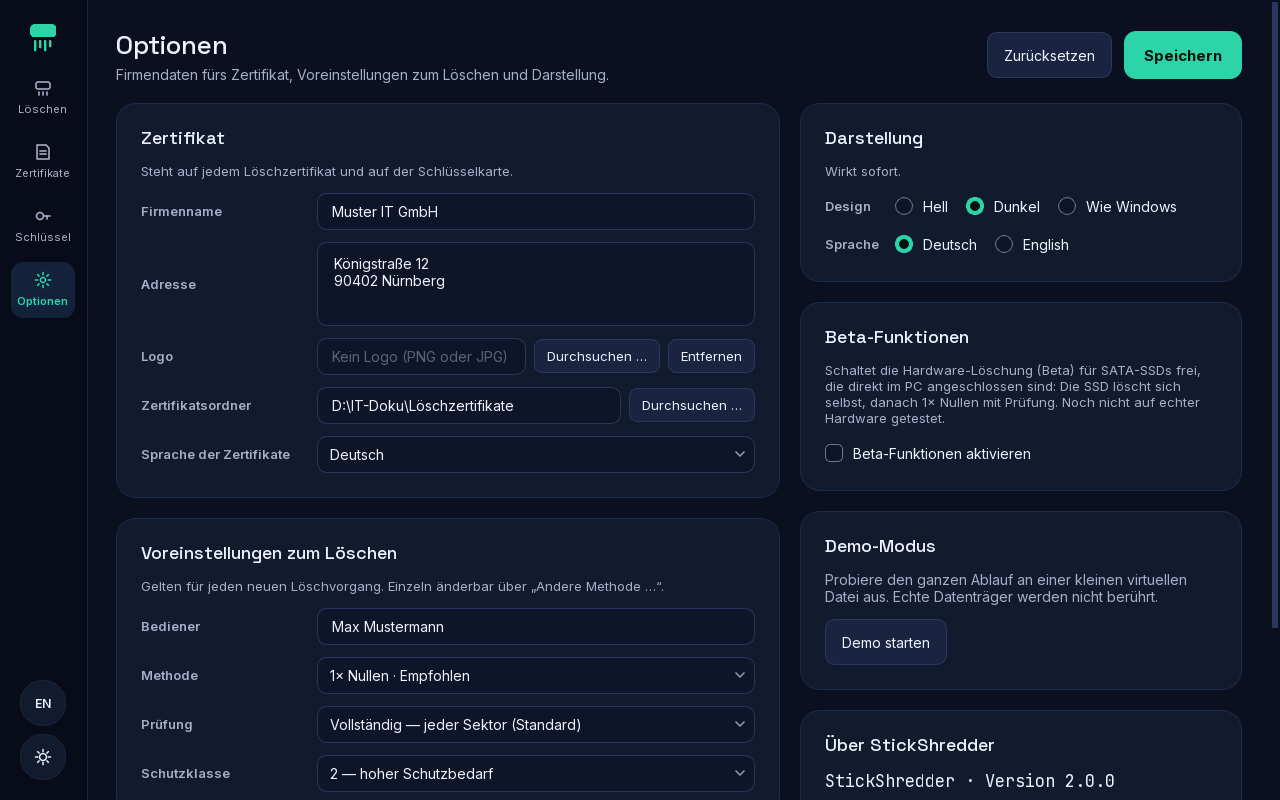 Löschen
Zertifikate
Schlüssel
Optionen
EN
Optionen
Firmendaten fürs Zertifikat, Voreinstellungen zum Löschen und Darstellung.
Zurücksetzen
Speichern
Zertifikat
Steht auf jedem Löschzertifikat und auf der Schlüsselkarte.
Firmenname
Muster IT GmbH
Adresse
Königstraße 12
90402 Nürnberg
Logo
Kein Logo (PNG oder JPG)
Durchsuchen …
Entfernen
Zertifikatsordner
D:\IT-Doku\Löschzertifikate
Durchsuchen …
Sprache der Zertifikate
Deutsch
Voreinstellungen zum Löschen
Gelten für jeden neuen Löschvorgang. Einzeln änderbar über „Andere Methode …“.
Bediener
Max Mustermann
Methode
1× Nullen · Empfohlen
Prüfung
Vollständig — jeder Sektor (Standard)
Schutzklasse
2 — hoher Schutzbedarf
Darstellung
Wirkt sofort.
Design
Hell
Dunkel
Wie Windows
Sprache
Deutsch
English
Beta-Funktionen
Schaltet die Hardware-Löschung (Beta) für SATA-SSDs frei,
die direkt im PC angeschlossen sind: Die SSD löscht sich
selbst, danach 1× Nullen mit Prüfung. Noch nicht auf echter
Hardware getestet.
Beta-Funktionen aktivieren
Demo-Modus
Probiere den ganzen Ablauf an einer kleinen virtuellen
Datei aus. Echte Datenträger werden nicht berührt.
Demo starten
Über StickShredder
StickShredder · Version 2.0.0